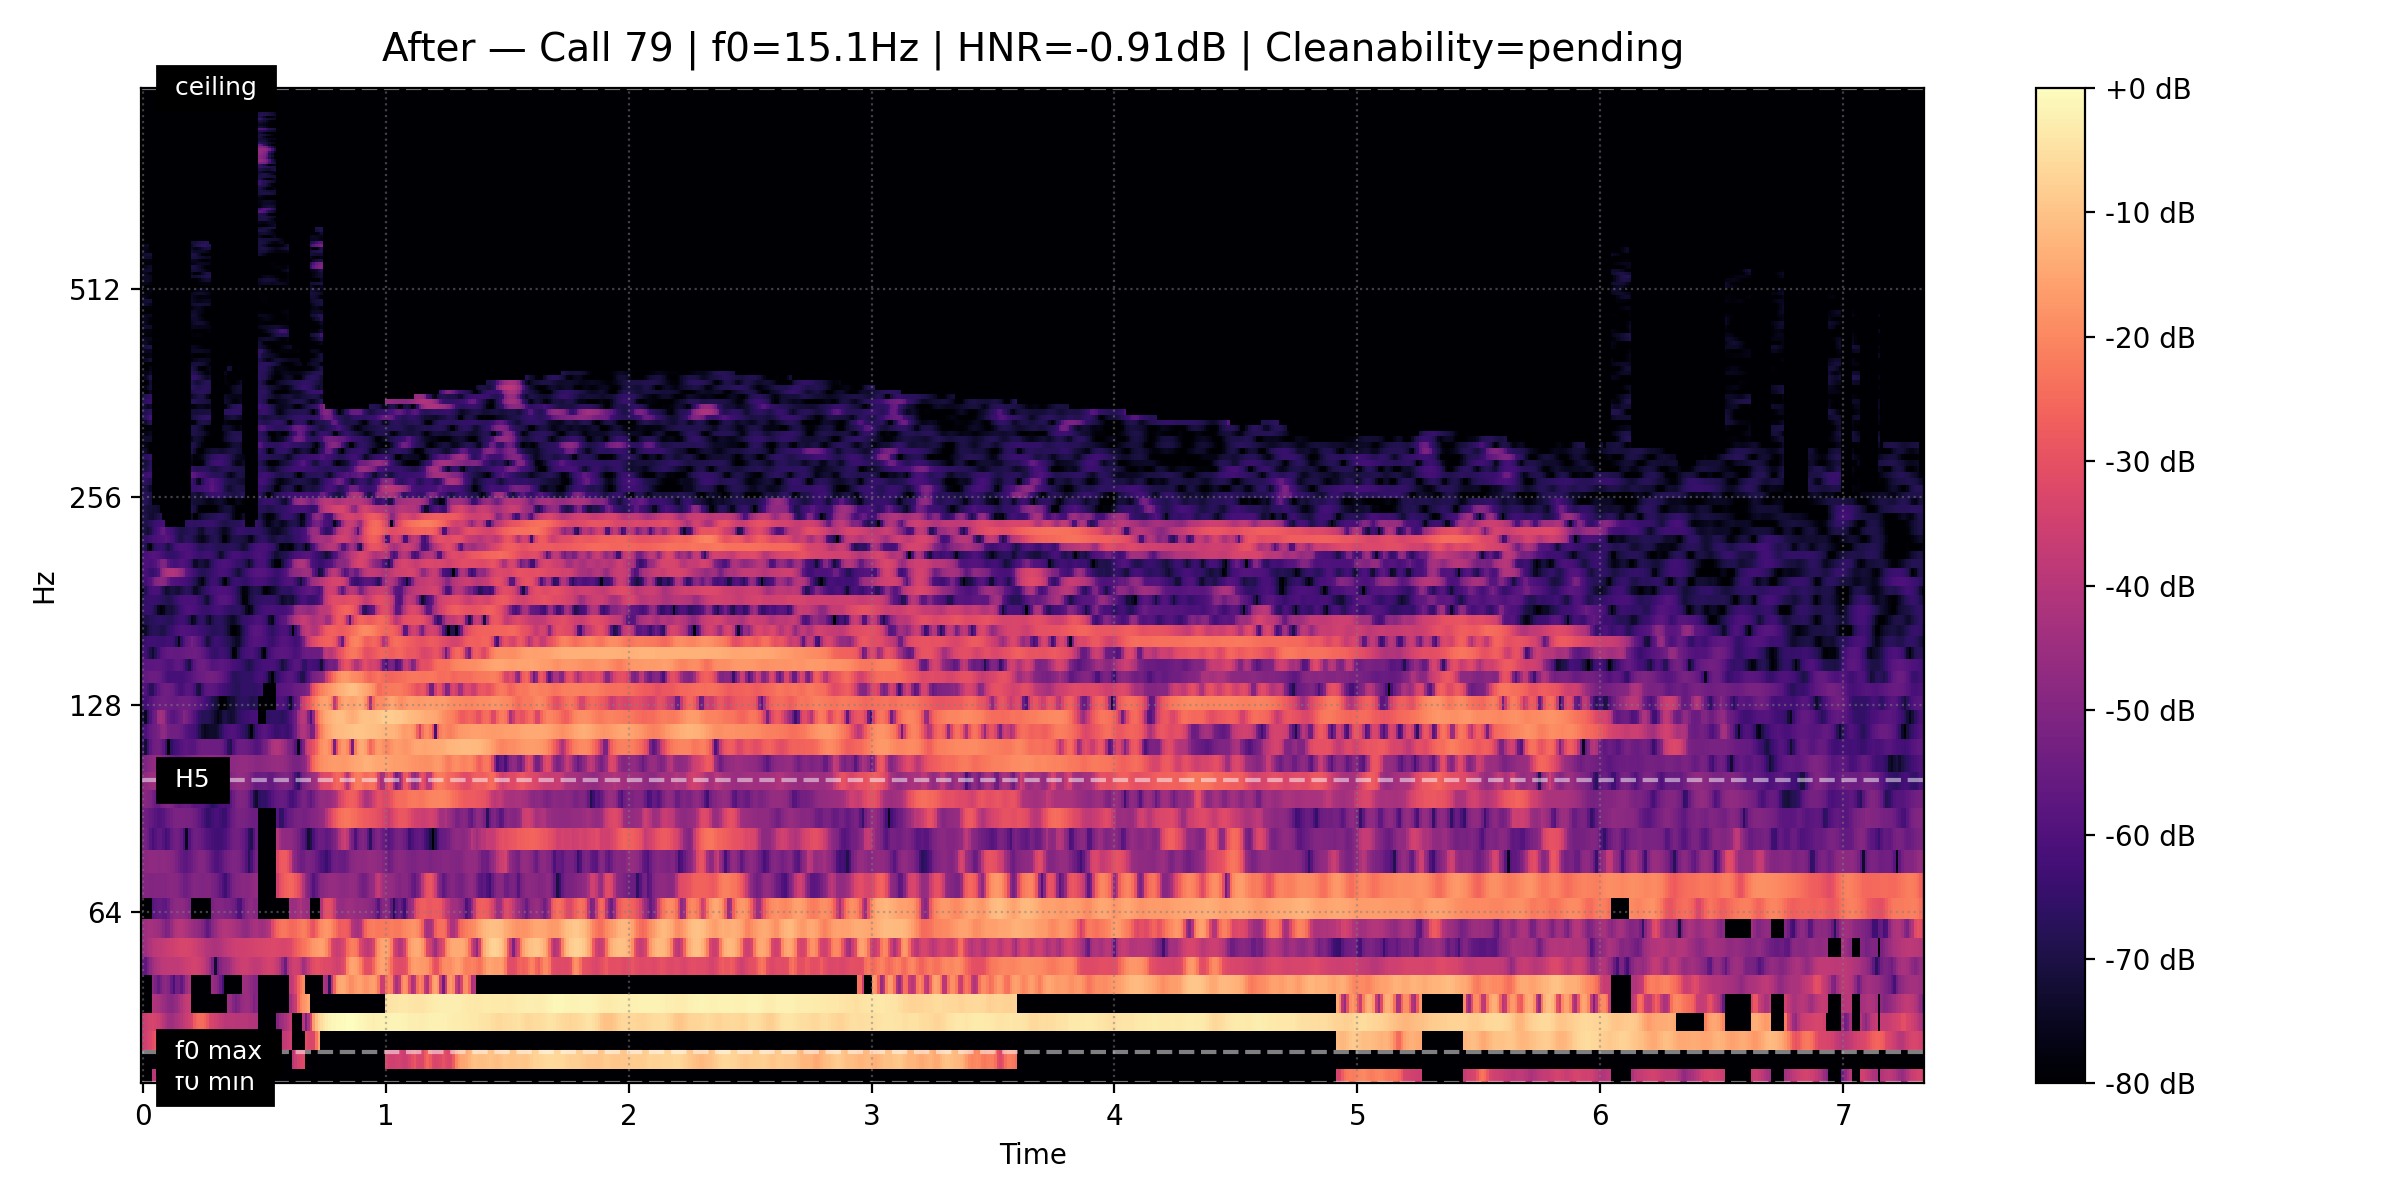 After — Call 79 | f0=15.1Hz | HNR=-0.91dB | Cleanability=pending
ceiling
+0 dB
-10 dB
-20 dB
-30 dB
-40 dB
-50 dB
-60 dB
-70 dB
-80 dB
512
256
128
64
Hz
H5
f0 max
f0 min
0 1 2 3 4 5 6 7
Time